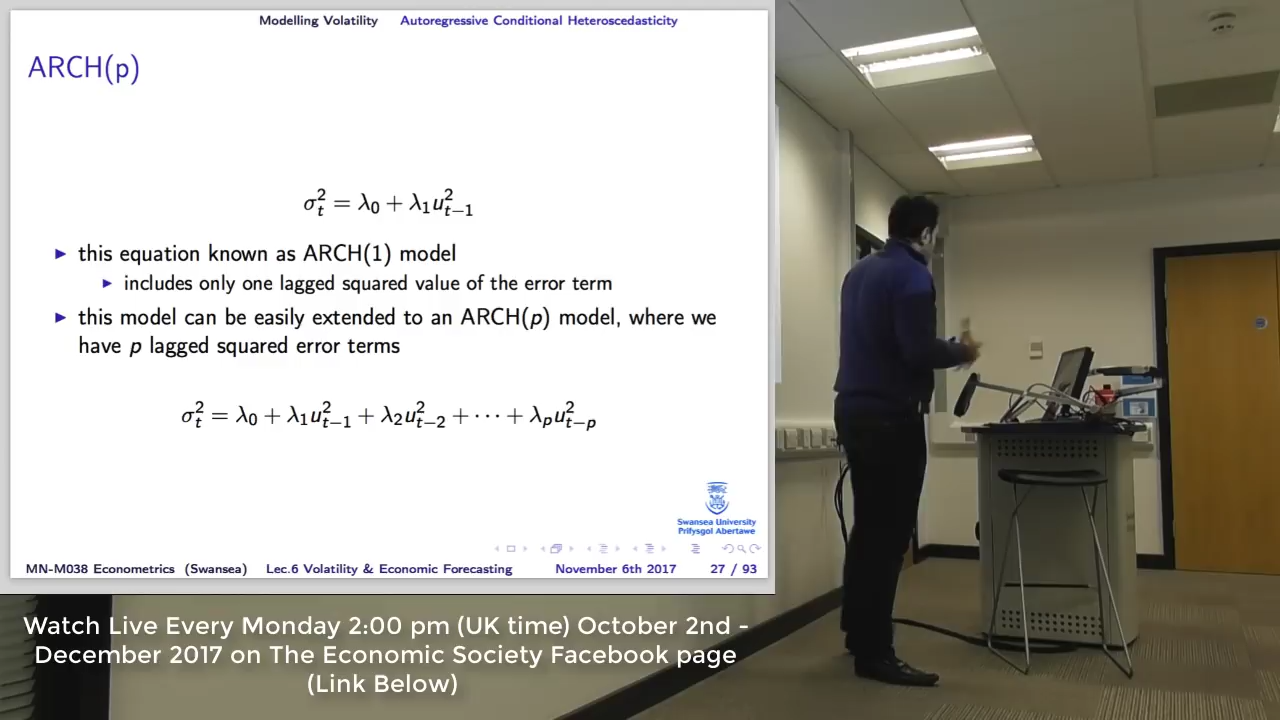 Modelling Volatility Autoregressive Conditional Heteroscedasticity
ARCH(p)
σ²ₜ = λ₀ + λ₁u²ₜ₋₁
▶ this equation known as ARCH(1) model
▶ includes only one lagged squared value of the error term
▶ this model can be easily extended to an ARCH(p) model, where we
have p lagged squared error terms
σ²ₜ = λ₀ + λ₁u²ₜ₋₁ + λ₂u²ₜ₋₂ + ··· + λₚu²ₜ₋ₚ
Swansea University
Prifysgol Abertawe
MN-M038 Econometrics (Swansea) Lec.6 Volatility & Economic Forecasting November 6th 2017 27 / 93
Watch Live Every Monday 2:00 pm (UK time) October 2nd -
December 2017 on The Economic Society Facebook page
(Link Below)